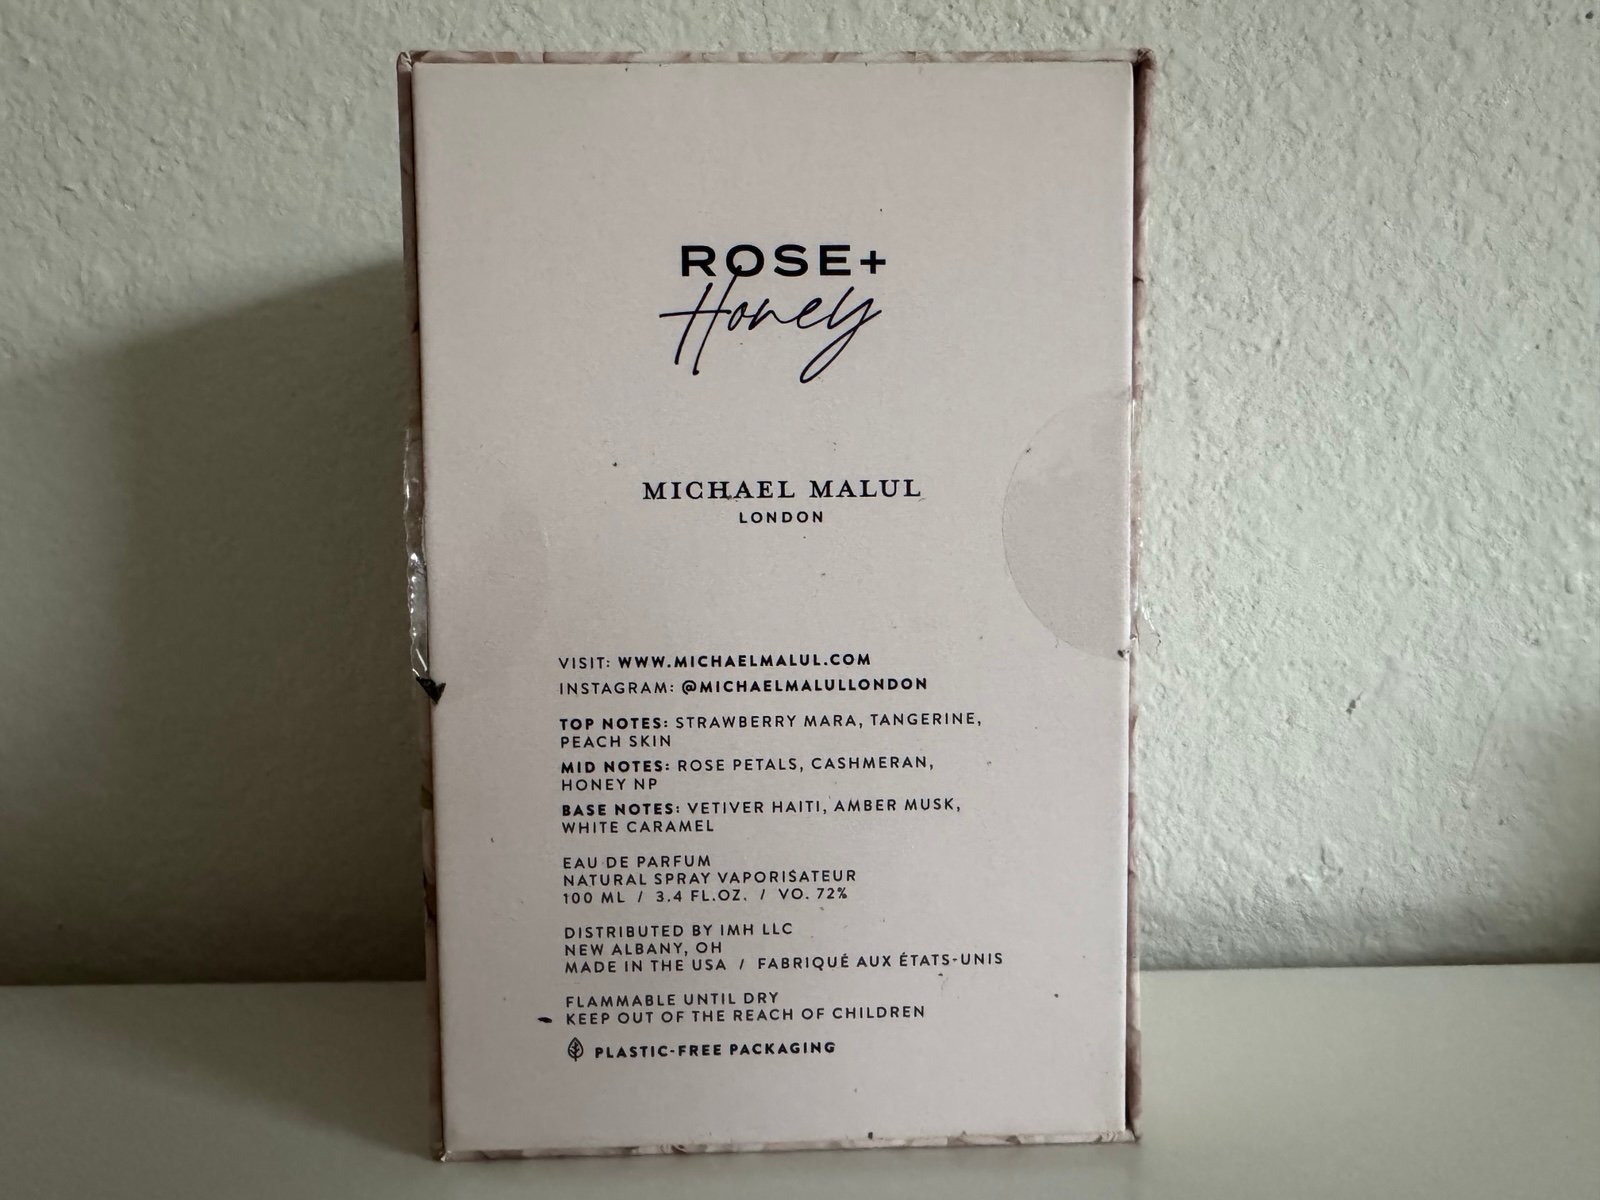 ROSE+
Honey
MICHAEL MALUL
LONDON
VISIT: WWW.MICHAELMALUL.COM
INSTAGRAM: @MICHAELMALULLONDON
TOP NOTES: STRAWBERRY MARA, TANGERINE,
PEACH SKIN
MID NOTES: ROSE PETALS, CASHMERAN,
HONEY NP
BASE NOTES: VETIVER HAITI, AMBER MUSK,
WHITE CARAMEL
EAU DE PARFUM
NATURAL SPRAY VAPORISATEUR
100 ML / 3.4 FL.OZ. / VO. 72%
DISTRIBUTED BY IMH LLC
NEW ALBANY, OH
MADE IN THE USA / FABRIQUÉ AUX ÉTATS-UNIS
FLAMMABLE UNTIL DRY
KEEP OUT OF THE REACH OF CHILDREN
PLASTIC-FREE PACKAGING